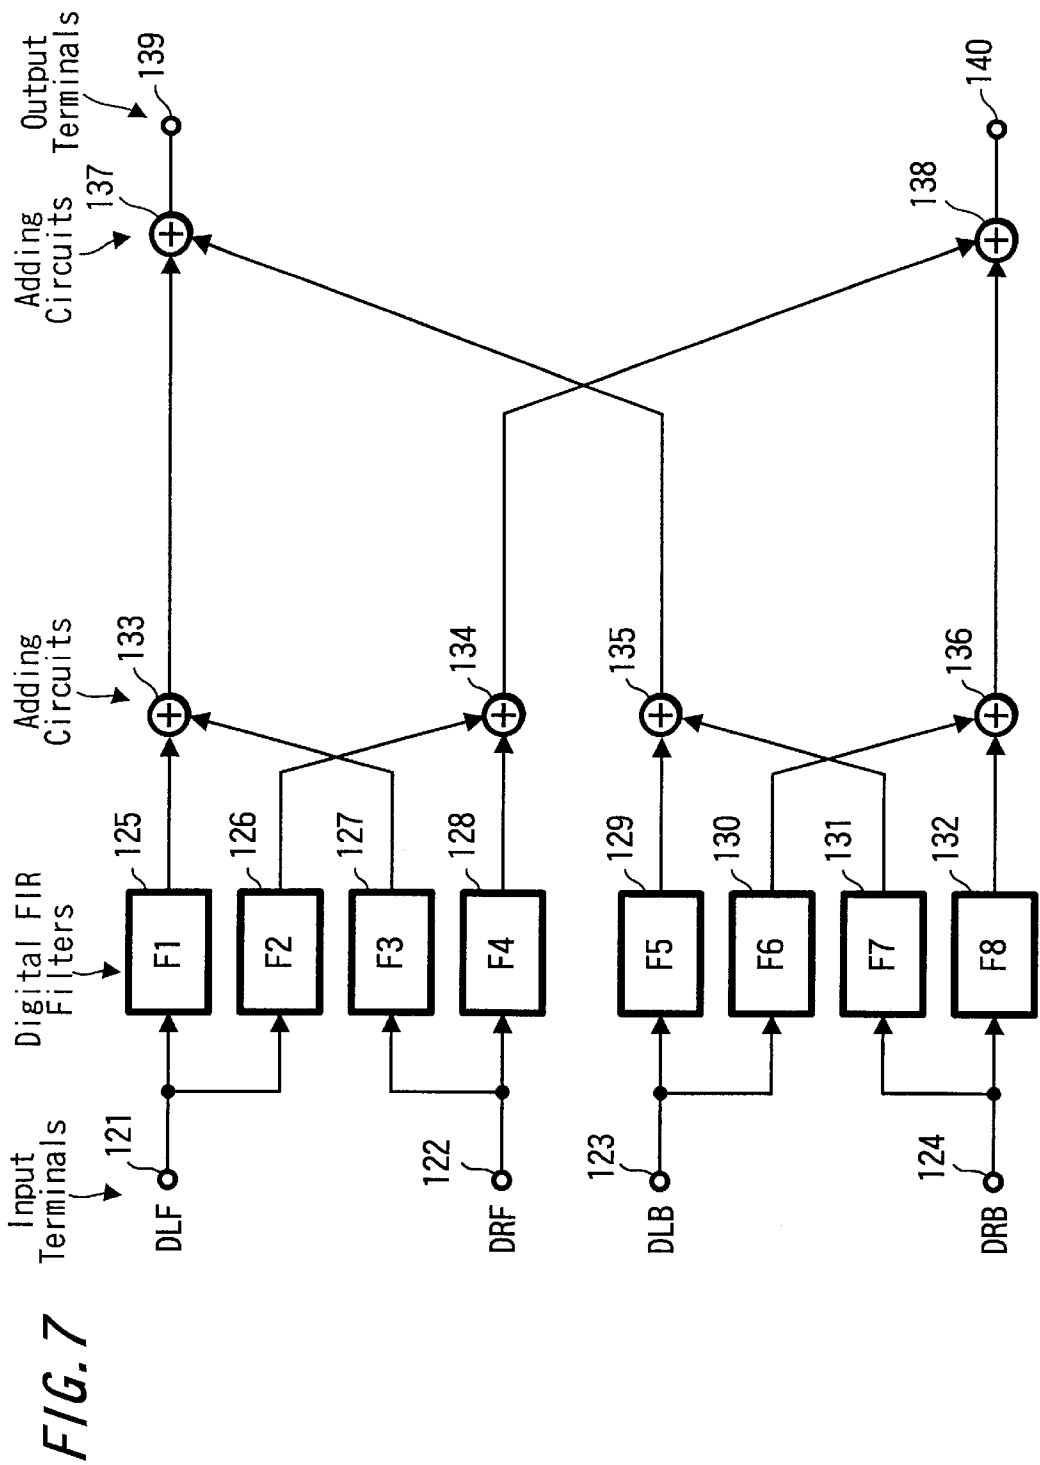 FIG. 7
Input
Terminals
Digital FIR
Filters
Adding
Circuits
Adding
Circuits
Output
Terminals
DLF
121
F1
125
133
137
139
F2
126
F3
127
DRF
122
F4
128
134
DLB
123
F5
129
135
F6
130
F7
131
DRB
124
F8
132
136
138
140